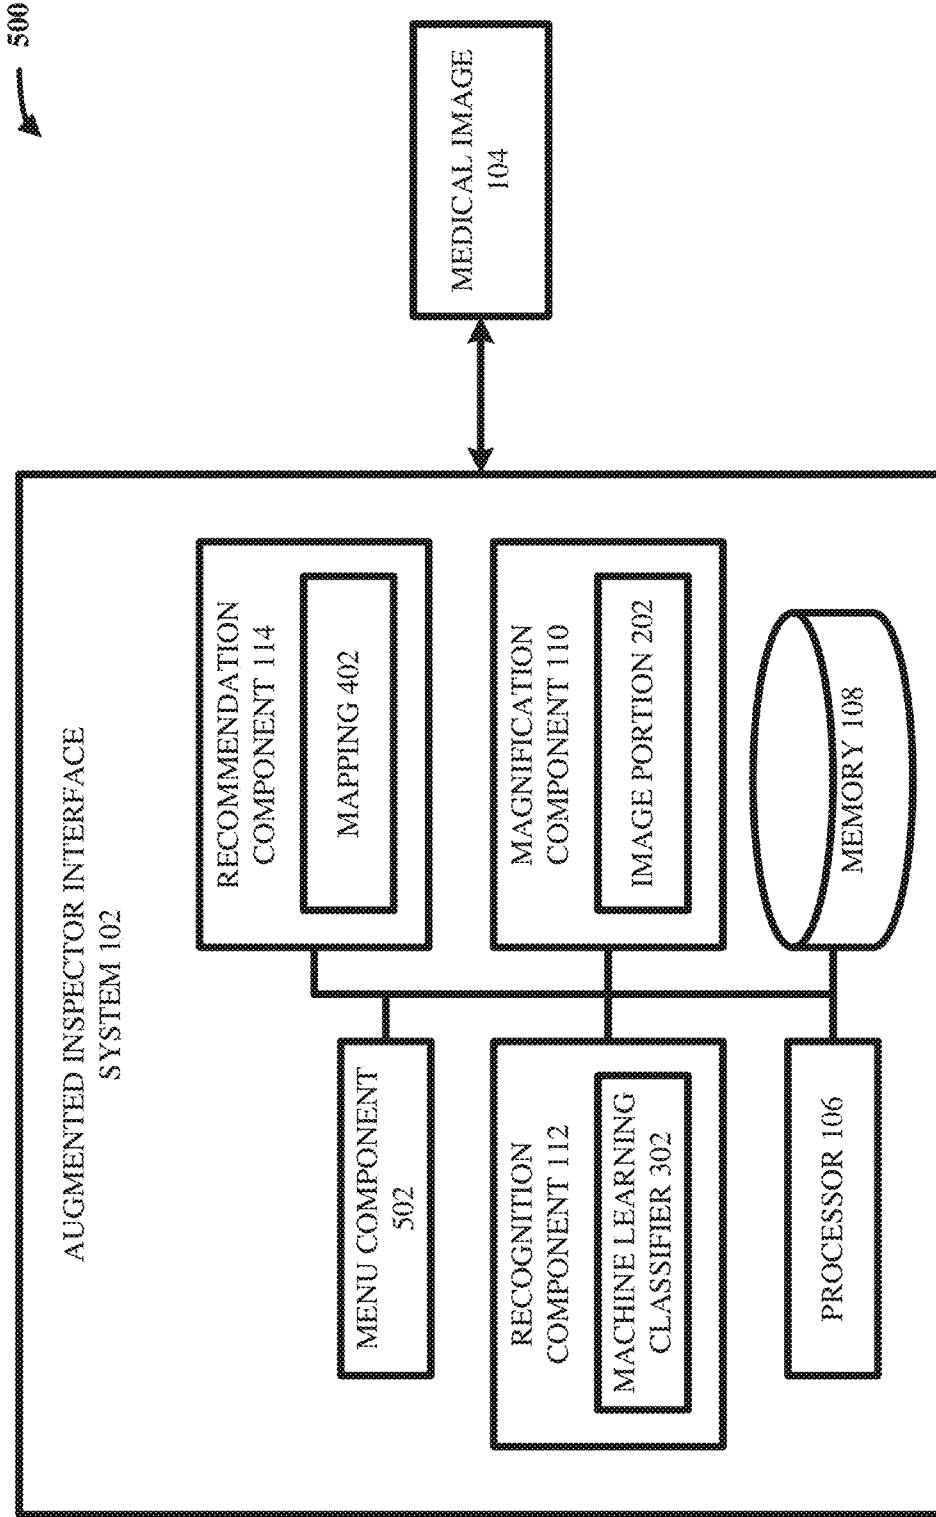 500
AUGMENTED INSPECTOR INTERFACE
SYSTEM 102
MENU COMPONENT
502
RECOMMENDATION
COMPONENT 114
MAPPING 402
RECOGNITION
COMPONENT 112
MACHINE LEARNING
CLASSIFIER 302
MAGNIFICATION
COMPONENT 110
IMAGE PORTION 202
PROCESSOR 106
MEMORY 108
MEDICAL IMAGE
104